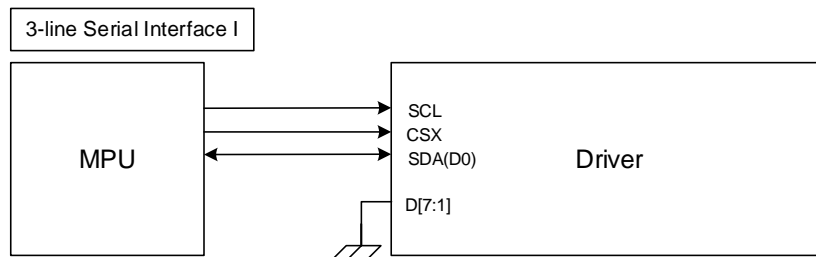 3-line Serial Interface I
MPU
SCL
CSX
SDA(D0)
D[7:1]
Driver